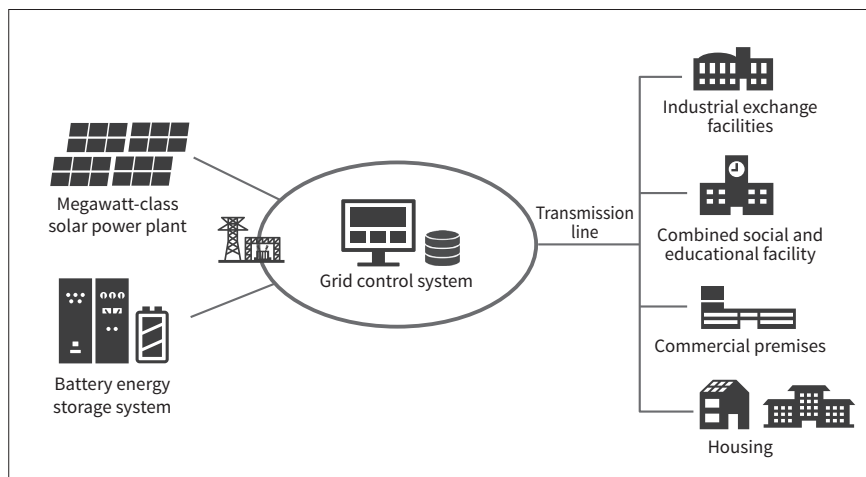 Megawatt-class
solar power plant
Battery energy
storage system
Grid control system
Transmission
line
Industrial exchange
facilities
Combined social and
educational facility
Commercial premises
Housing